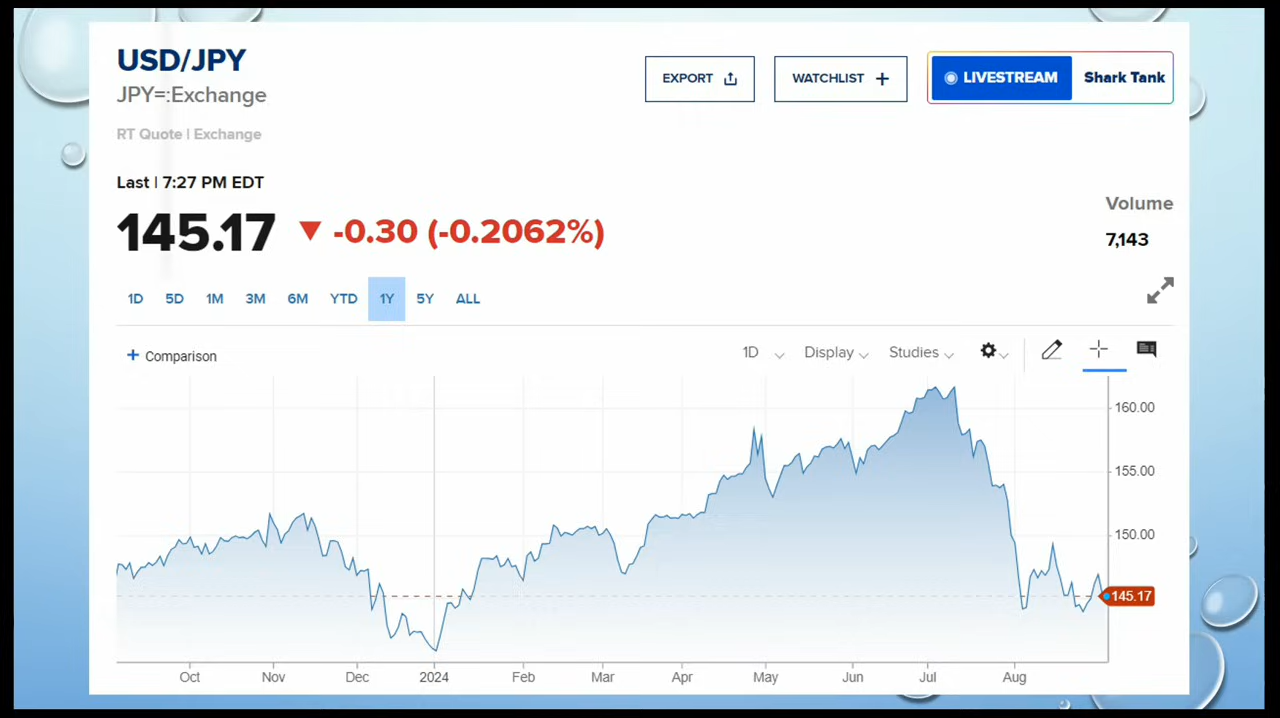 USD/JPY
JPY=:Exchange
RT Quote | Exchange
EXPORT
WATCHLIST +
LIVESTREAM Shark Tank
Last | 7:27 PM EDT
145.17 ▼ -0.30 (-0.2062%)
Volume
7,143
1D 5D 1M 3M 6M YTD 1Y 5Y ALL
+ Comparison
1D Display Studies
160.00
155.00
150.00
145.17
Oct Nov Dec 2024 Feb Mar Apr May Jun Jul Aug